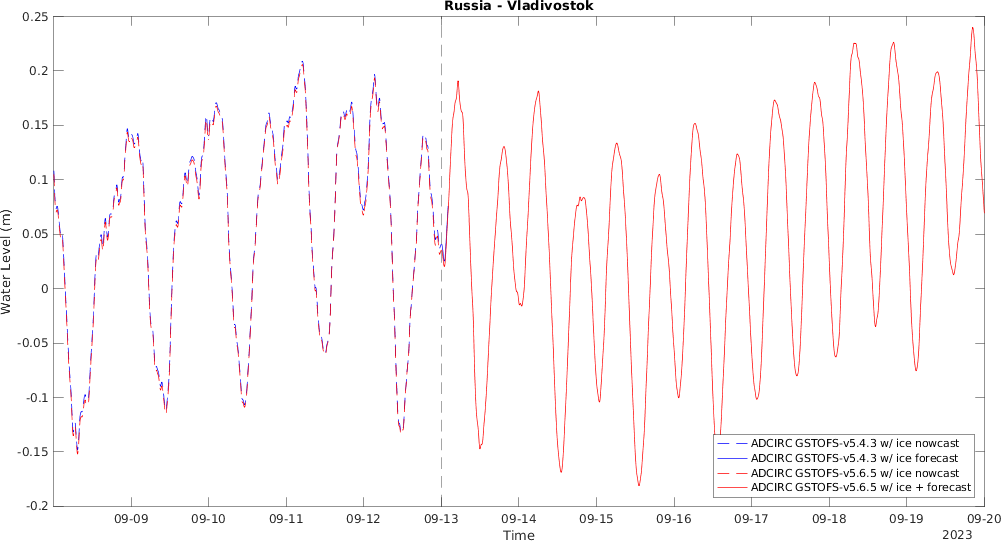 Russia - Vladivostok
0.25
0.2
0.15
0.1
0.05
0
-0.05
-0.1
-0.15
-0.2
Water Level (m)
ADCIRC GSTOFS-v5.4.3 w/ ice nowcast
ADCIRC GSTOFS-v5.4.3 w/ ice forecast
ADCIRC GSTOFS-v5.6.5 w/ ice nowcast
ADCIRC GSTOFS-v5.6.5 w/ ice + forecast
09-09 09-10 09-11 09-12 09-13 09-14 09-15 09-16 09-17 09-18 09-19 09-20
Time
2023